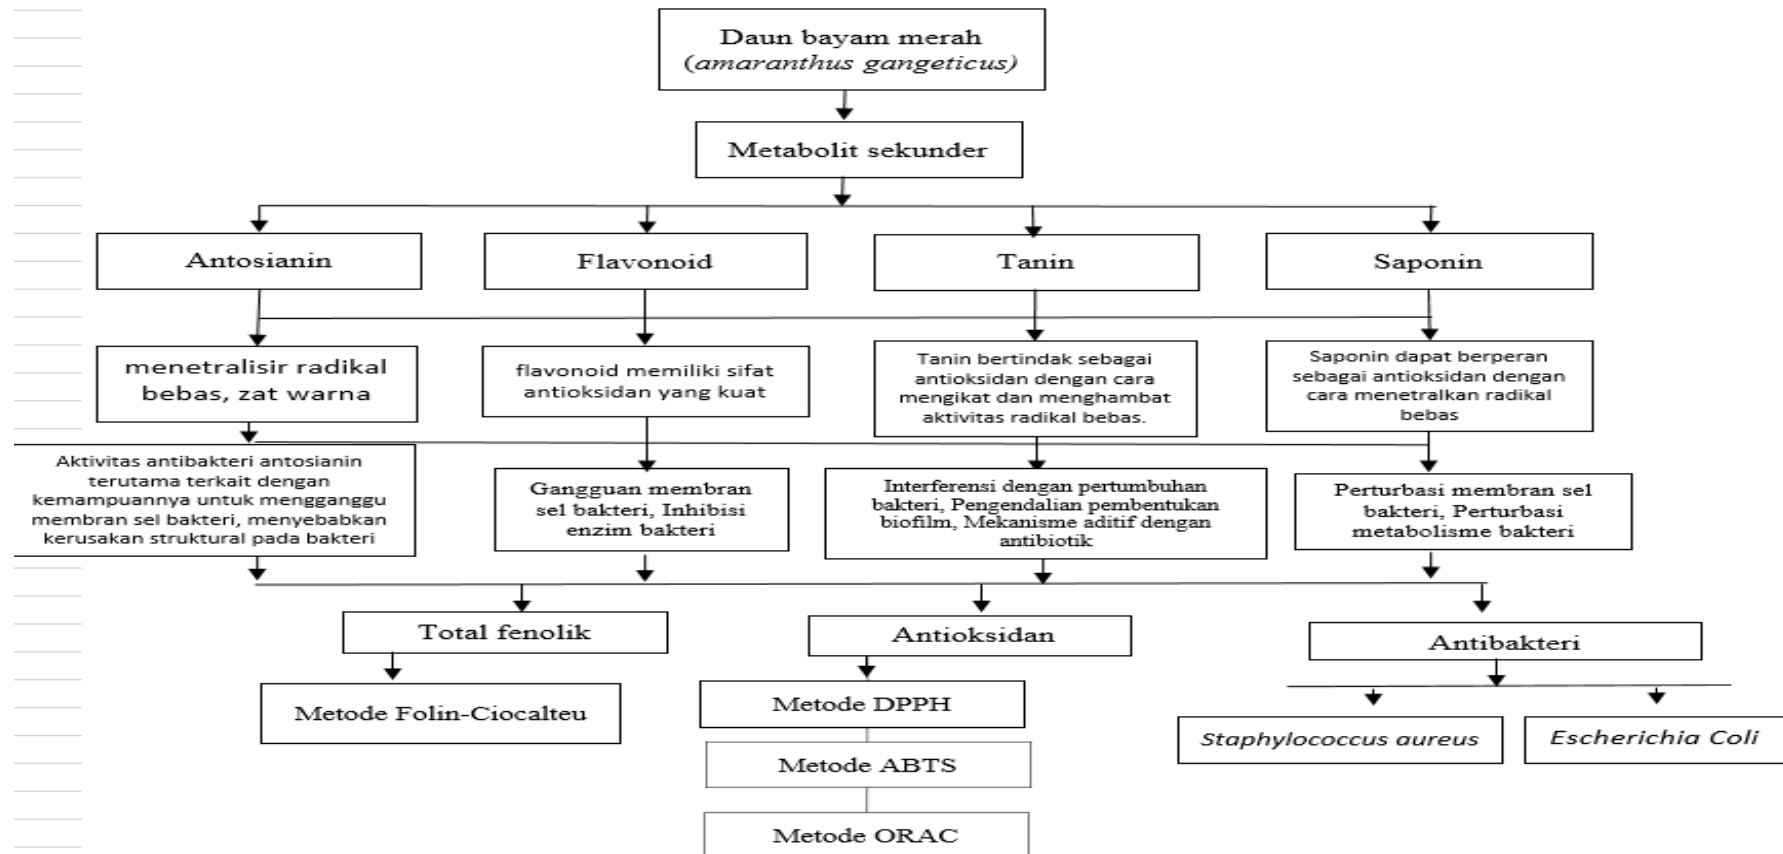 Daun bayam merah
(amaranthus gangeticus)
Metabolit sekunder
Antosianin
Flavonoid
Tanin
Saponin
menetralisir radikal
bebas, zat warna
flavonoid memiliki sifat
antioksidan yang kuat
Tanin bertindak sebagai
antioksidan dengan cara
mengikat dan menghambat
aktivitas radikal bebas.
Saponin dapat berperan
sebagai antioksidan dengan
cara menetralkan radikal
bebas
Aktivitas antibakteri antosianin
terutama terkait dengan
kemampuannya untuk mengganggu
membran sel bakteri, menyebabkan
kerusakan struktural pada bakteri
Gangguan membran
sel bakteri, Inhibisi
enzim bakteri
Interferensi dengan pertumbuhan
bakteri, Pengendalian pembentukan
biofilm, Mekanisme aditif dengan
antibiotik
Perturbasi membran sel
bakteri, Perturbasi
metabolisme bakteri
Total fenolik
Antioksidan
Antibakteri
Metode Folin-Ciocalteu
Metode DPPH
Metode ABTS
Metode ORAC
Staphylococcus aureus
Escherichia Coli